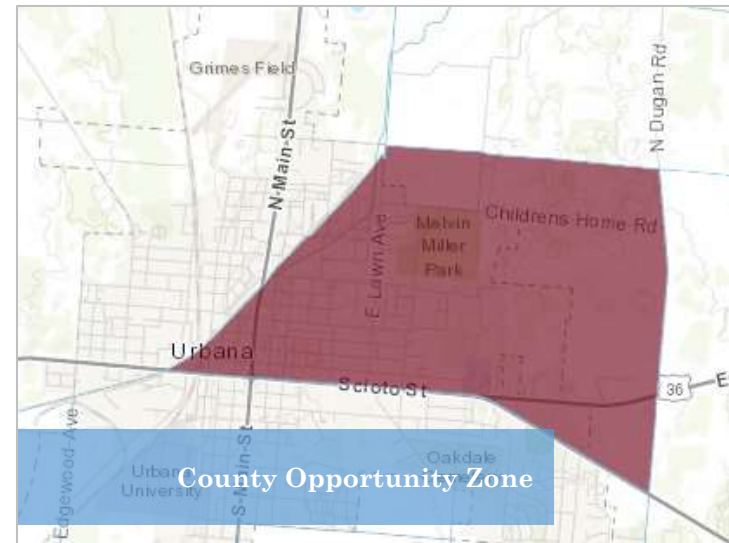 Grimes Field
N Dugan Rd
N-Main-St
Childrens Home Rd
Melvin
Miller
Park
E Lawn Ave
Urbana
Scioto St
36
E
Edgewood Ave
S-Main-St
Oakdale
Urbana
University
County Opportunity Zone